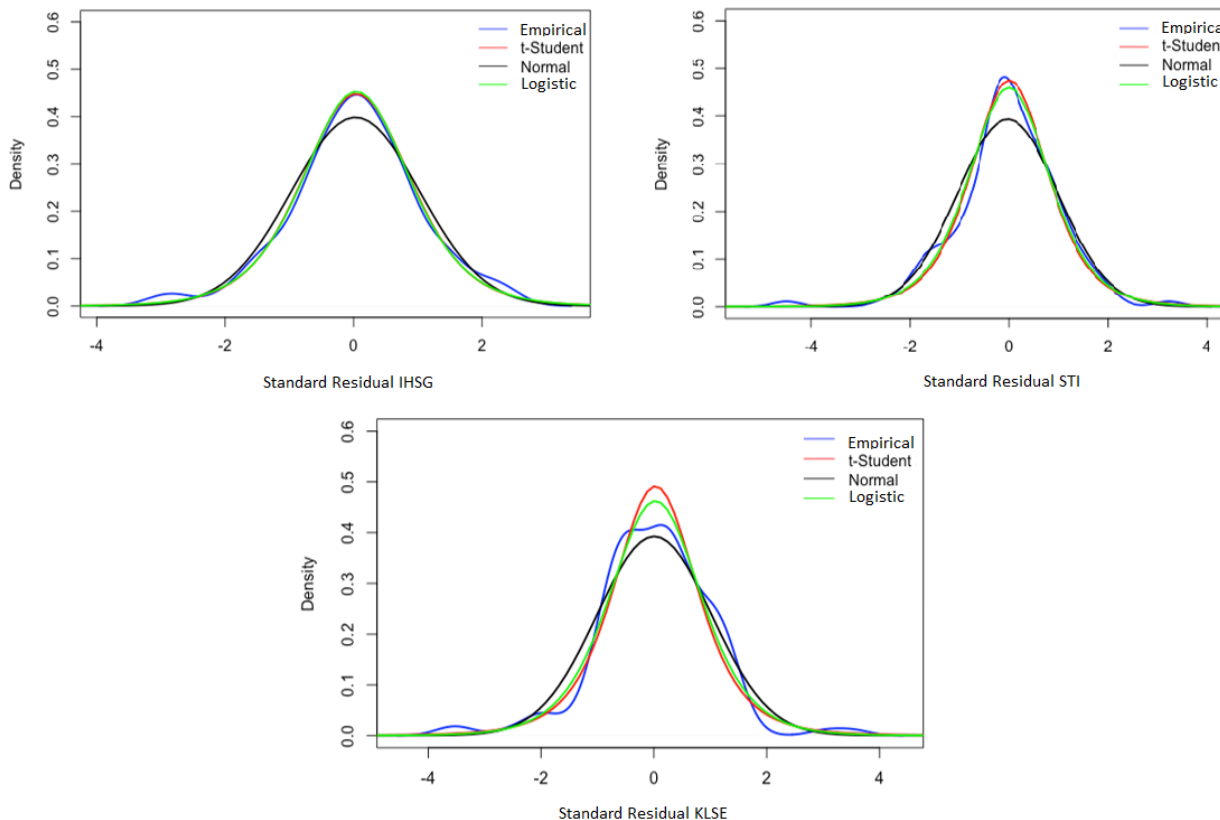 Empirical
t-Student
Normal
Logistic
Density
0.0 0.1 0.2 0.3 0.4 0.5 0.6
-4 -2 0 2
Standard Residual IHSG
Empirical
t-Student
Normal
Logistic
Density
0.0 0.1 0.2 0.3 0.4 0.5 0.6
-4 -2 0 2 4
Standard Residual STI
Empirical
t-Student
Normal
Logistic
Density
0.0 0.1 0.2 0.3 0.4 0.5 0.6
-4 -2 0 2 4
Standard Residual KLSE